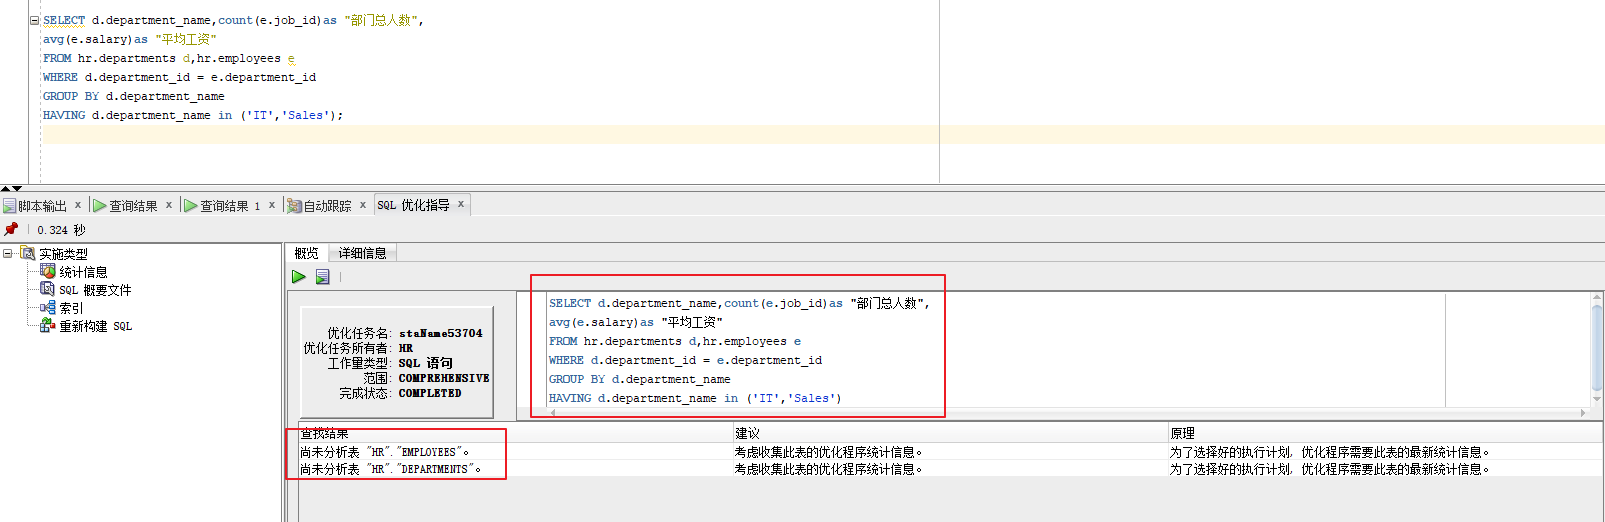 SELECT d.department_name,count(e.job_id)as "部门总人数",
avg(e.salary)as "平均工资"
FROM hr.departments d,hr.employees e
WHERE d.department_id = e.department_id
GROUP BY d.department_name
HAVING d.department_name in ('IT','Sales');
脚本输出 x 查询结果 x 查询结果 1 x 自动跟踪 x SQL 优化指导 x
0.324 秒
实施类型
统计信息
SQL 概要文件
索引
重新构建 SQL
概览 详细信息
优化任务名: staName53704
优化任务所有者: HR
工作量类型: SQL 语句
范围: COMPREHENSIVE
完成状态: COMPLETED
SELECT d.department_name,count(e.job_id)as "部门总人数",
avg(e.salary)as "平均工资"
FROM hr.departments d,hr.employees e
WHERE d.department_id = e.department_id
GROUP BY d.department_name
HAVING d.department_name in ('IT','Sales')
查找结果 建议 原理
尚未分析表 "HR"."EMPLOYEES"。 考虑收集此表的优化程序统计信息。 为了选择好的执行计划, 优化程序需要此表的最新统计信息。
尚未分析表 "HR"."DEPARTMENTS"。 考虑收集此表的优化程序统计信息。 为了选择好的执行计划, 优化程序需要此表的最新统计信息。